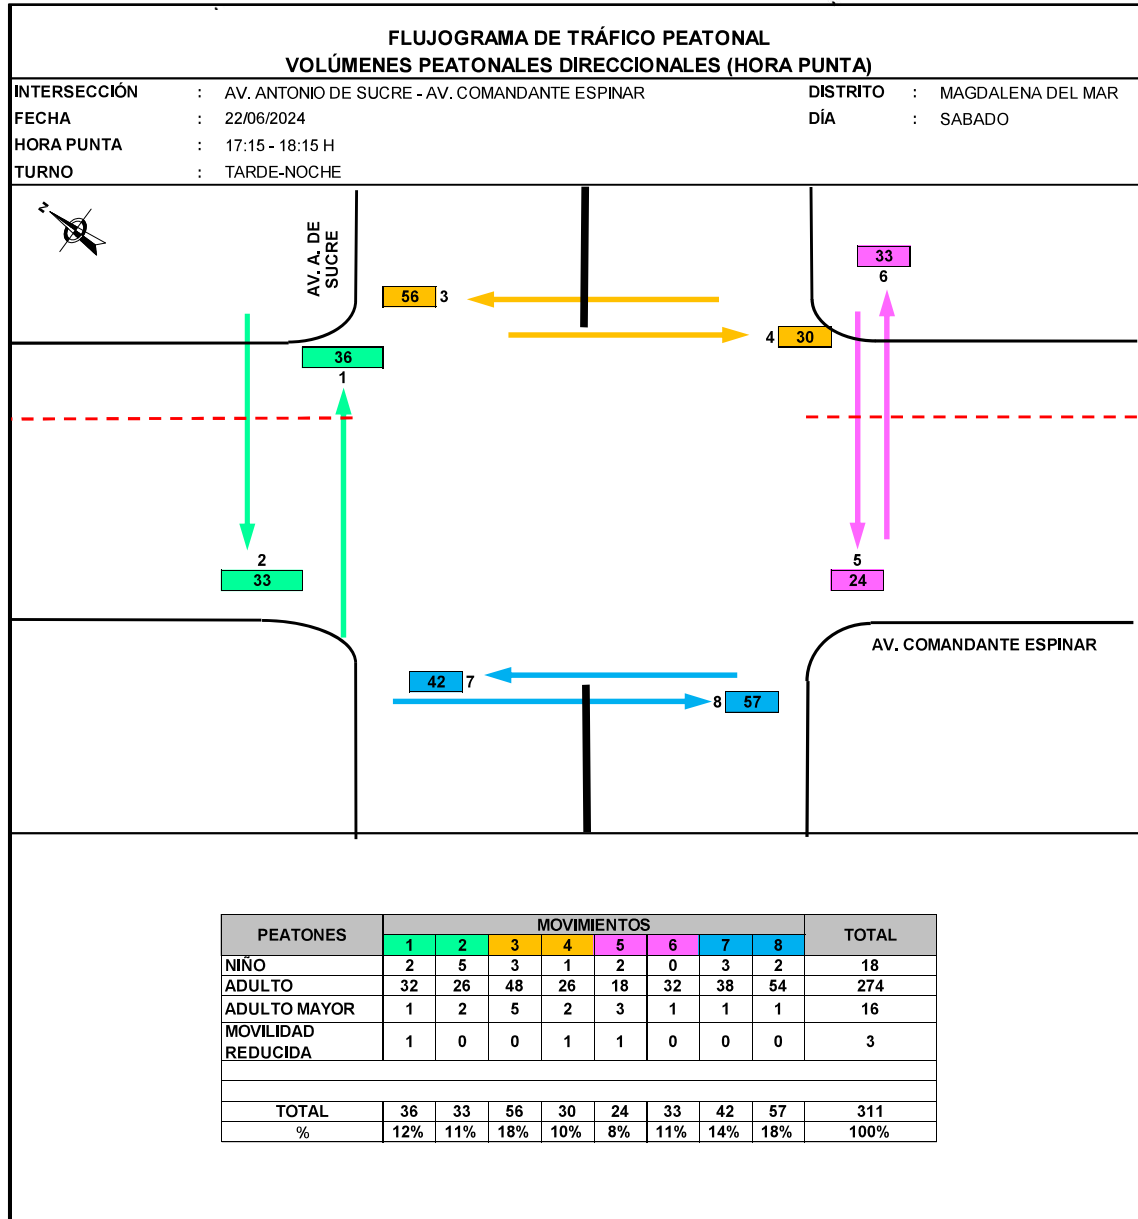 FLUJOGRAMA DE TRÁFICO PEATONAL
VOLÚMENES PEATONALES DIRECCIONALES (HORA PUNTA)
INTERSECCIÓN : AV. ANTONIO DE SUCRE - AV. COMANDANTE ESPINAR DISTRITO : MAGDALENA DEL MAR
FECHA : 22/06/2024 DÍA : SABADO
HORA PUNTA : 17:15 - 18:15 H
TURNO : TARDE-NOCHE
N
AV. A. DE
SUCRE
33
6
56 3
4 30
36
1
2
33
5
24
AV. COMANDANTE ESPINAR
42 7
8 57
PEATONES MOVIMIENTOS TOTAL
1 2 3 4 5 6 7 8
NIÑO 2 5 3 1 2 0 3 2 18
ADULTO 32 26 48 26 18 32 38 54 274
ADULTO MAYOR 1 2 5 2 3 1 1 1 16
MOVILIDAD
REDUCIDA 1 0 0 1 1 0 0 0 3
TOTAL 36 33 56 30 24 33 42 57 311
% 12% 11% 18% 10% 8% 11% 14% 18% 100%